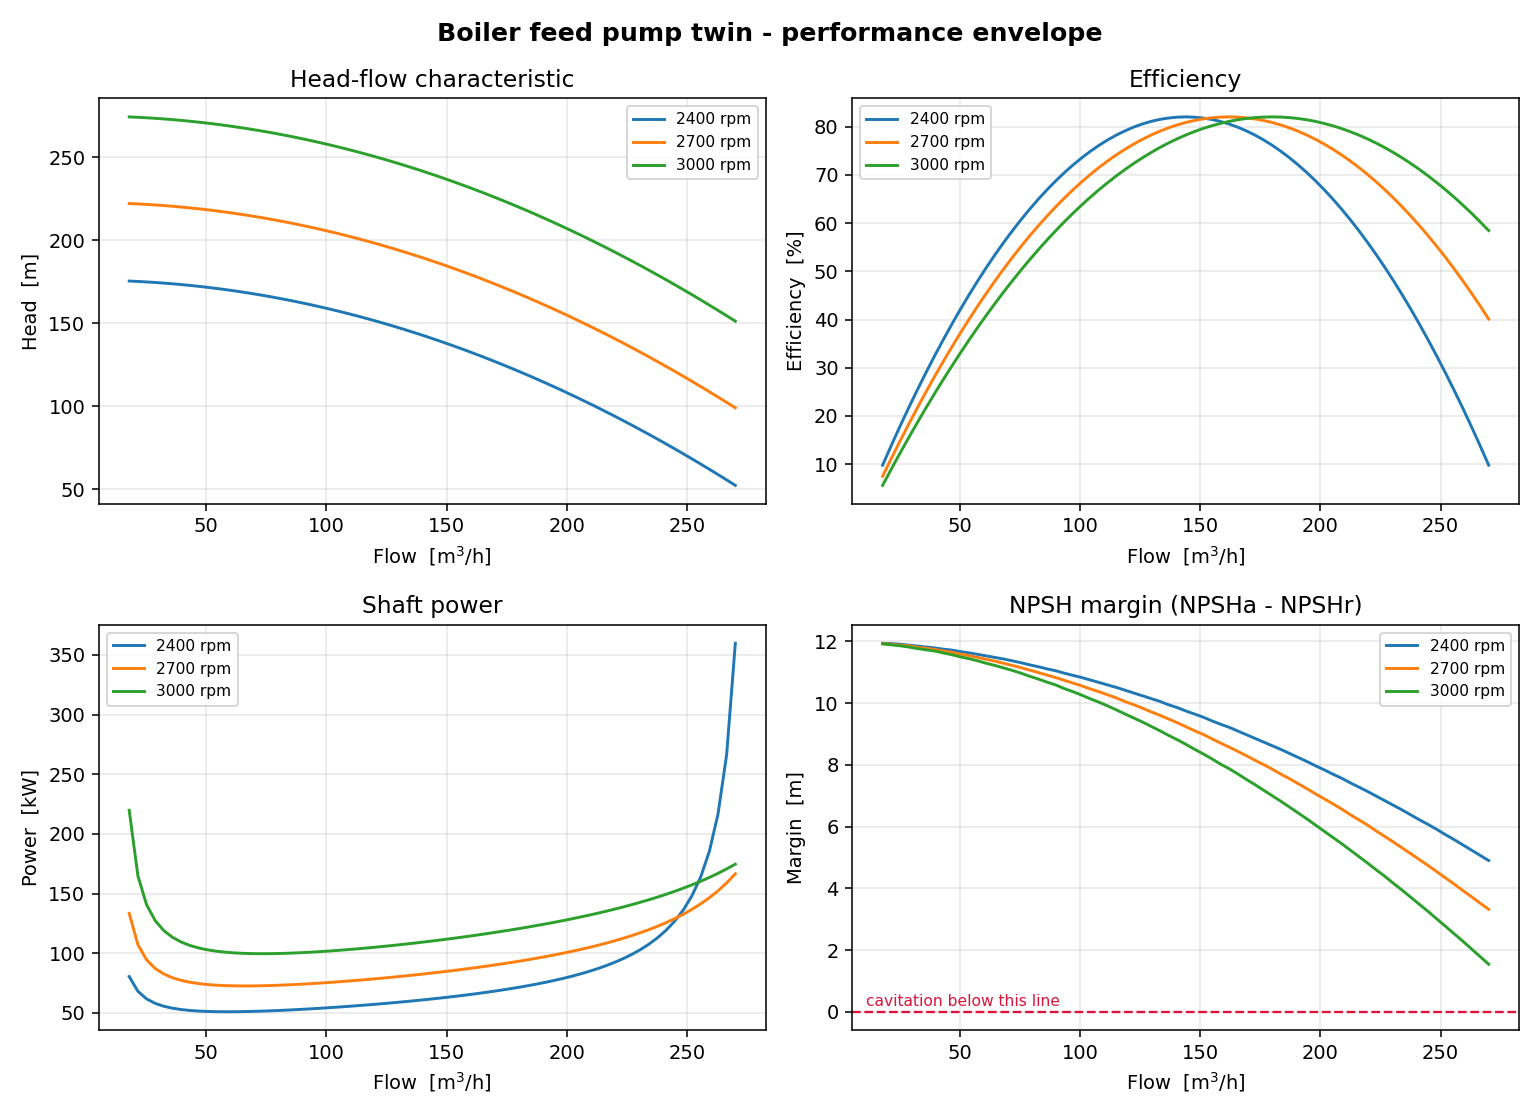 Boiler feed pump twin - performance envelope
Head-flow characteristic
Head [m]
250
200
150
100
50
2400 rpm
2700 rpm
3000 rpm
50 100 150 200 250
Flow [m³/h]
Efficiency
Efficiency [%]
80
70
60
50
40
30
20
10
2400 rpm
2700 rpm
3000 rpm
50 100 150 200 250
Flow [m³/h]
Shaft power
Power [kW]
350
300
250
200
150
100
50
2400 rpm
2700 rpm
3000 rpm
50 100 150 200 250
Flow [m³/h]
NPSH margin (NPSHa - NPSHr)
Margin [m]
12
10
8
6
4
2
0
2400 rpm
2700 rpm
3000 rpm
cavitation below this line
50 100 150 200 250
Flow [m³/h]